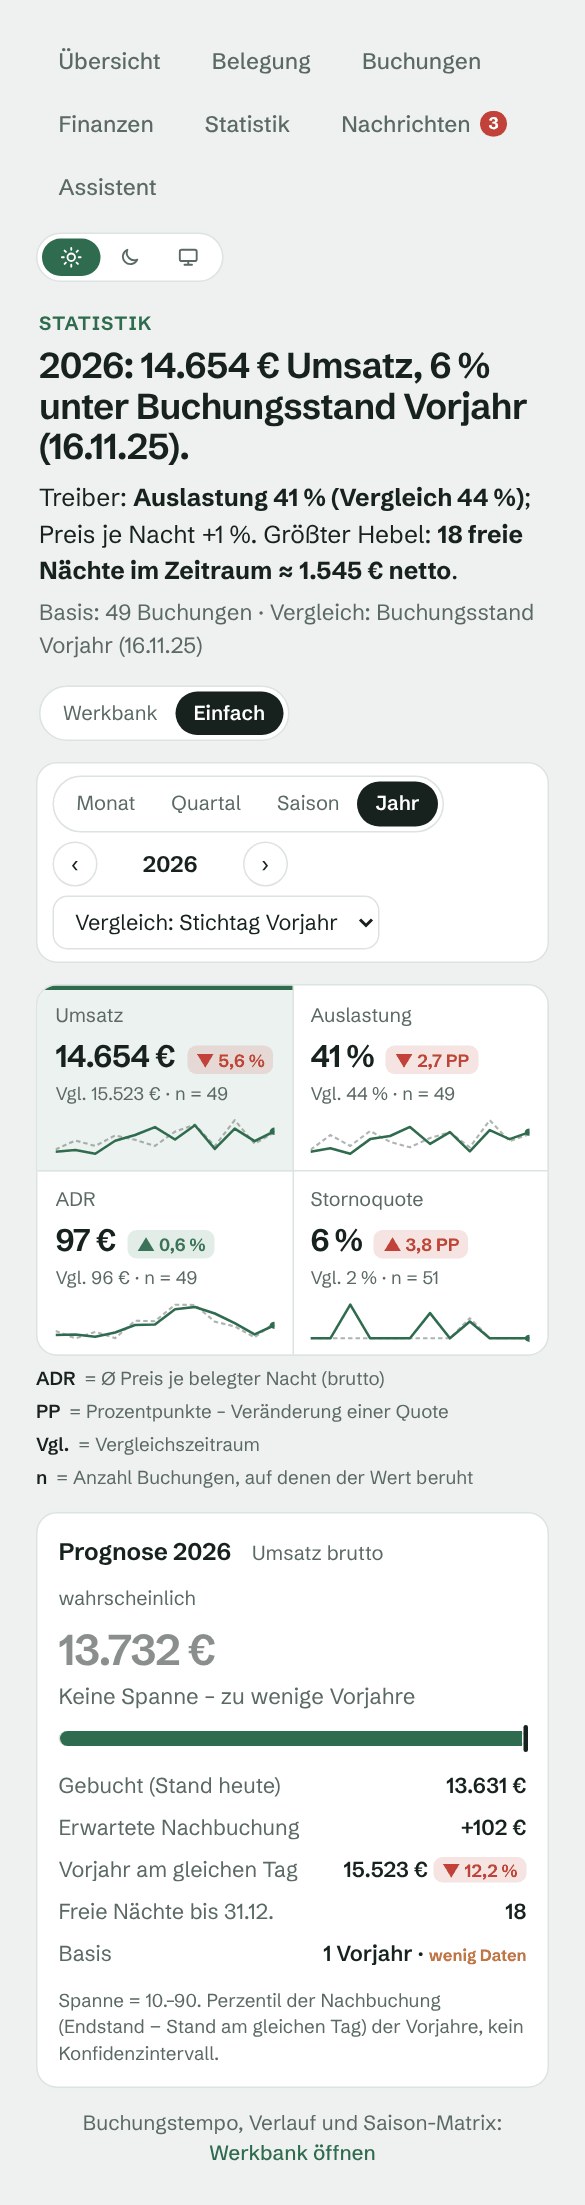 Übersicht Belegung Buchungen
Finanzen Statistik Nachrichten 3
Assistent
STATISTIK
2026: 14.654 € Umsatz, 6 %
unter Buchungsstand Vorjahr
(16.11.25).
Treiber: Auslastung 41 % (Vergleich 44 %);
Preis je Nacht +1 %. Größter Hebel: 18 freie
Nächte im Zeitraum ≈ 1.545 € netto.
Basis: 49 Buchungen · Vergleich: Buchungsstand
Vorjahr (16.11.25)
Werkbank Einfach
Monat Quartal Saison Jahr
‹ 2026 ›
Vergleich: Stichtag Vorjahr
Umsatz
14.654 € ▼ 5,6 %
Vgl. 15.523 € · n = 49
Auslastung
41 % ▼ 2,7 PP
Vgl. 44 % · n = 49
ADR
97 € ▲ 0,6 %
Vgl. 96 € · n = 49
Stornoquote
6 % ▲ 3,8 PP
Vgl. 2 % · n = 51
ADR = Ø Preis je belegter Nacht (brutto)
PP = Prozentpunkte – Veränderung einer Quote
Vgl. = Vergleichszeitraum
n = Anzahl Buchungen, auf denen der Wert beruht
Prognose 2026 Umsatz brutto
wahrscheinlich
13.732 €
Keine Spanne – zu wenige Vorjahre
Gebucht (Stand heute) 13.631 €
Erwartete Nachbuchung +102 €
Vorjahr am gleichen Tag 15.523 € ▼ 12,2 %
Freie Nächte bis 31.12. 18
Basis 1 Vorjahr · wenig Daten
Spanne = 10.–90. Perzentil der Nachbuchung
(Endstand − Stand am gleichen Tag) der Vorjahre, kein
Konfidenzintervall.
Buchungstempo, Verlauf und Saison-Matrix:
Werkbank öffnen